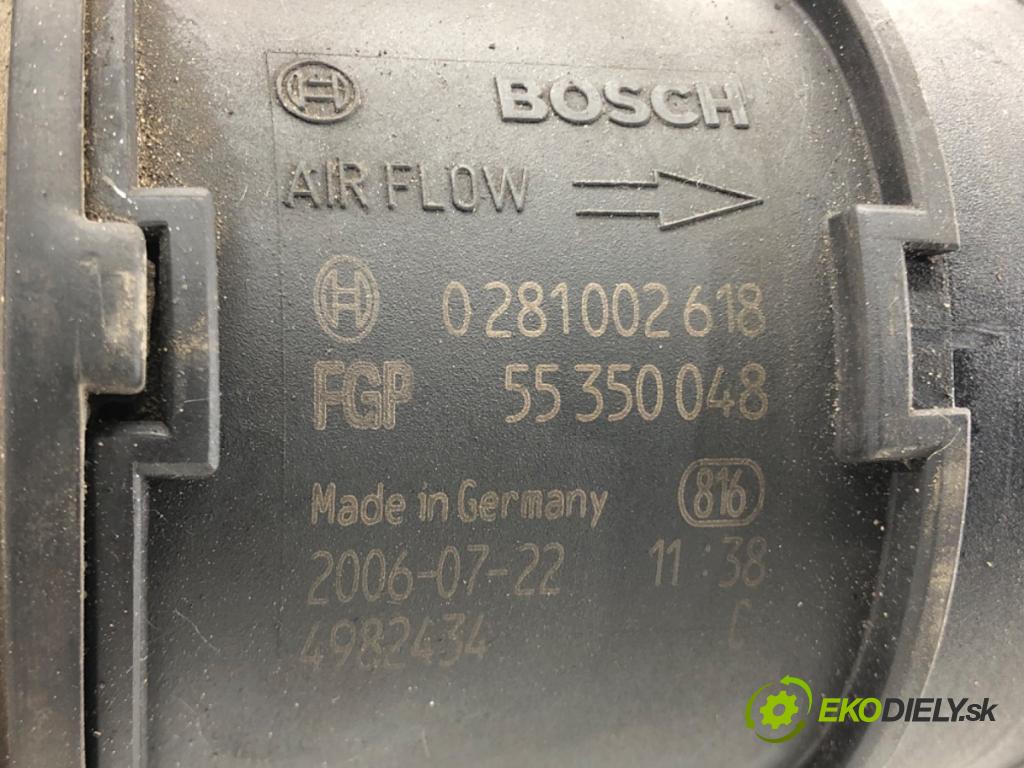 BOSCH
AIR FLOW
0 281 002 618
FGP 55 350 048
Made in Germany 816
2006-07-22 11:38
4982434 C
EKODIELY.sk